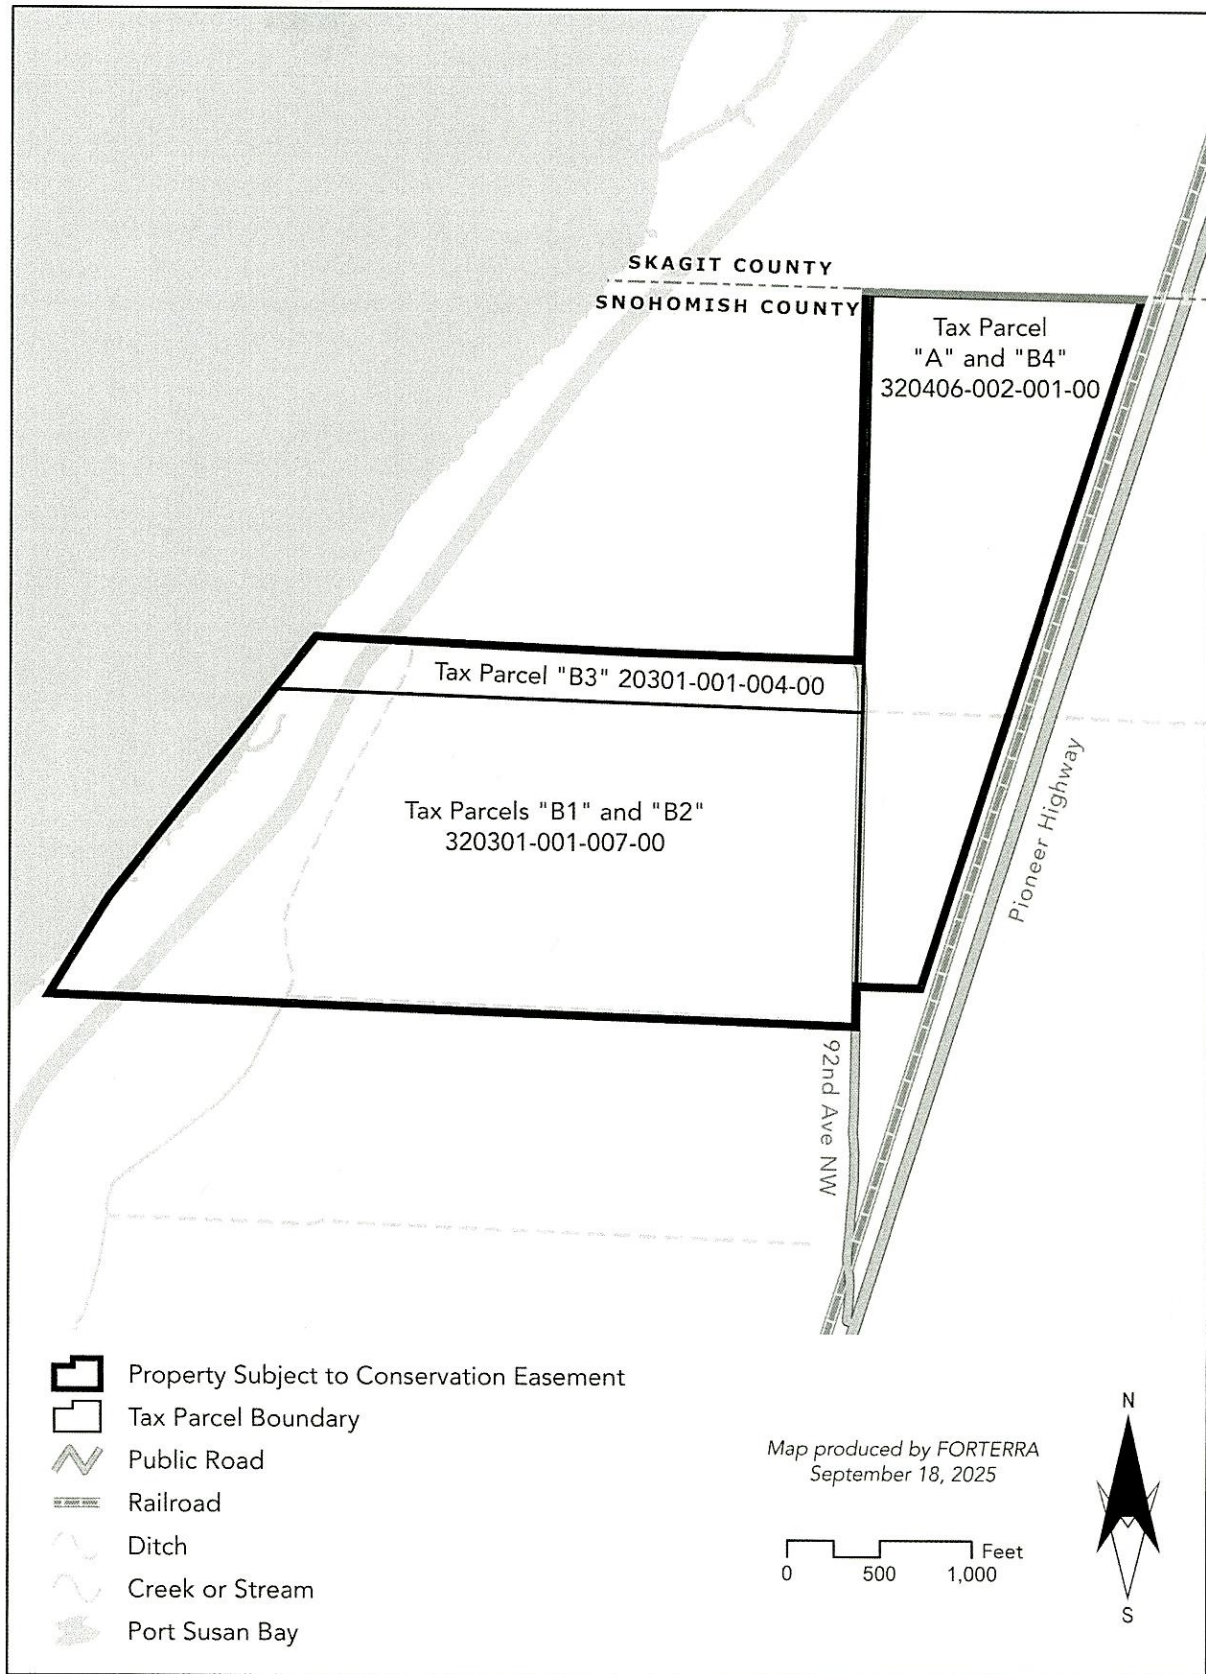 SKAGIT COUNTY
SNOHOMISH COUNTY
Tax Parcel
"A" and "B4"
320406-002-001-00
Tax Parcel "B3" 20301-001-004-00
Tax Parcels "B1" and "B2"
320301-001-007-00
Pioneer Highway
92nd Ave NW
Property Subject to Conservation Easement
Tax Parcel Boundary
Public Road
Railroad
Ditch
Creek or Stream
Port Susan Bay
Map produced by FORTERRA
September 18, 2025
Feet
0 500 1,000
N
S